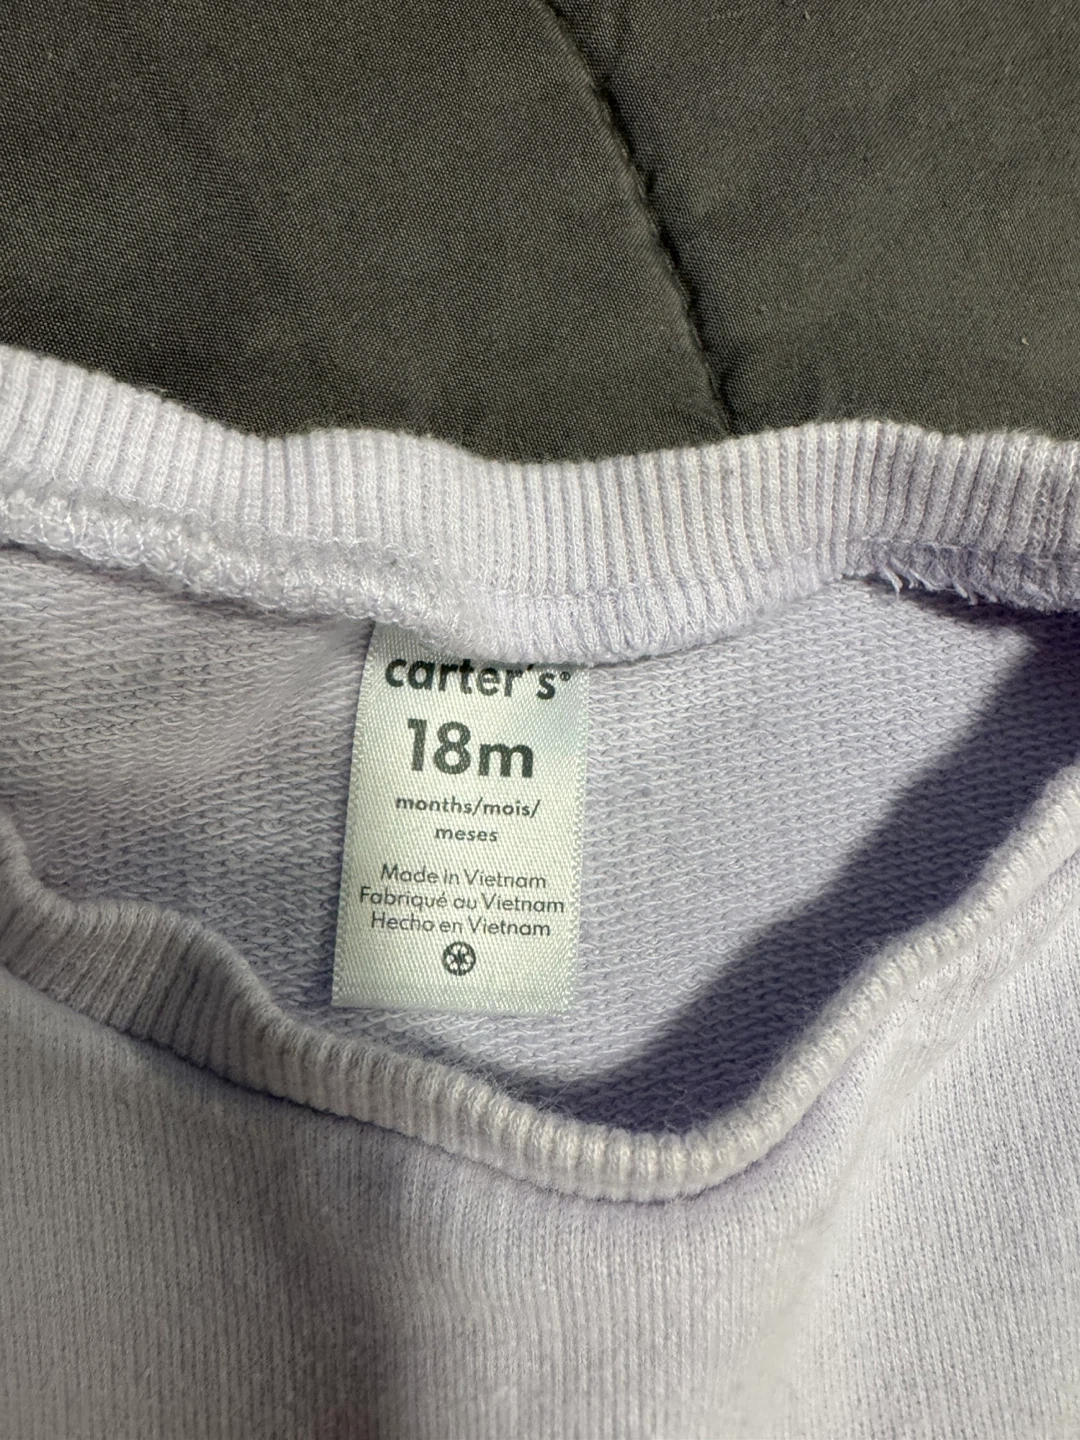 carter's®
18m
months/mois/
meses
Made in Vietnam
Fabriqué au Vietnam
Hecho en Vietnam